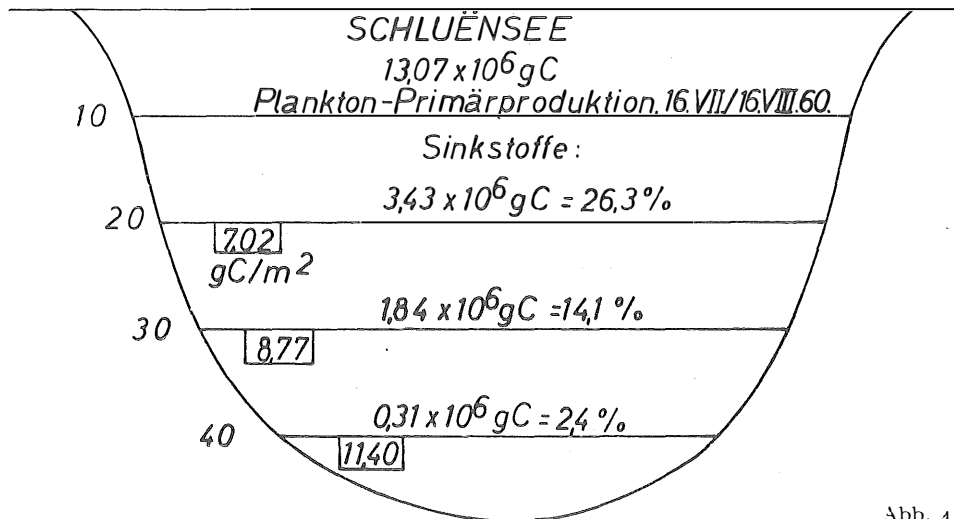 SCHLUËNSEE
13,07 x 10⁶ gC
10 Plankton-Primärproduktion. 16. VII/16.VIII.60.
Sinkstoffe:
3,43 x 10⁶ gC = 26,3 %
20
7,02
gC/m²
1,84 x 10⁶ gC = 14,1 %
30
8,77
0,31 x 10⁶ gC = 2,4 %
40
11,40
Abb. 4